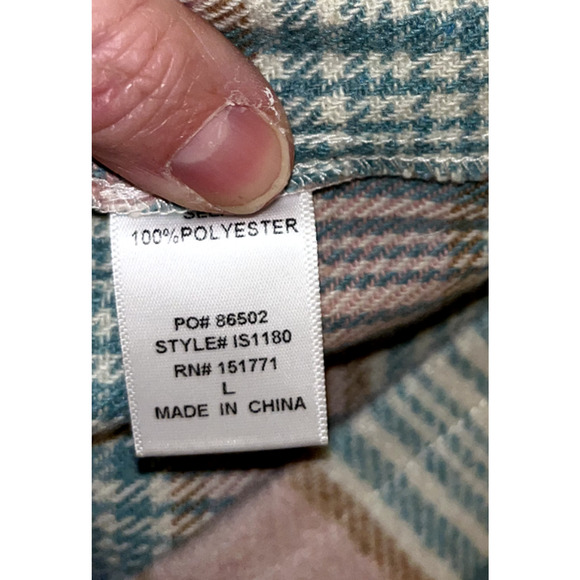 100%POLYESTER
PO# 86502
STYLE# IS1180
RN# 151771
L
MADE IN CHINA